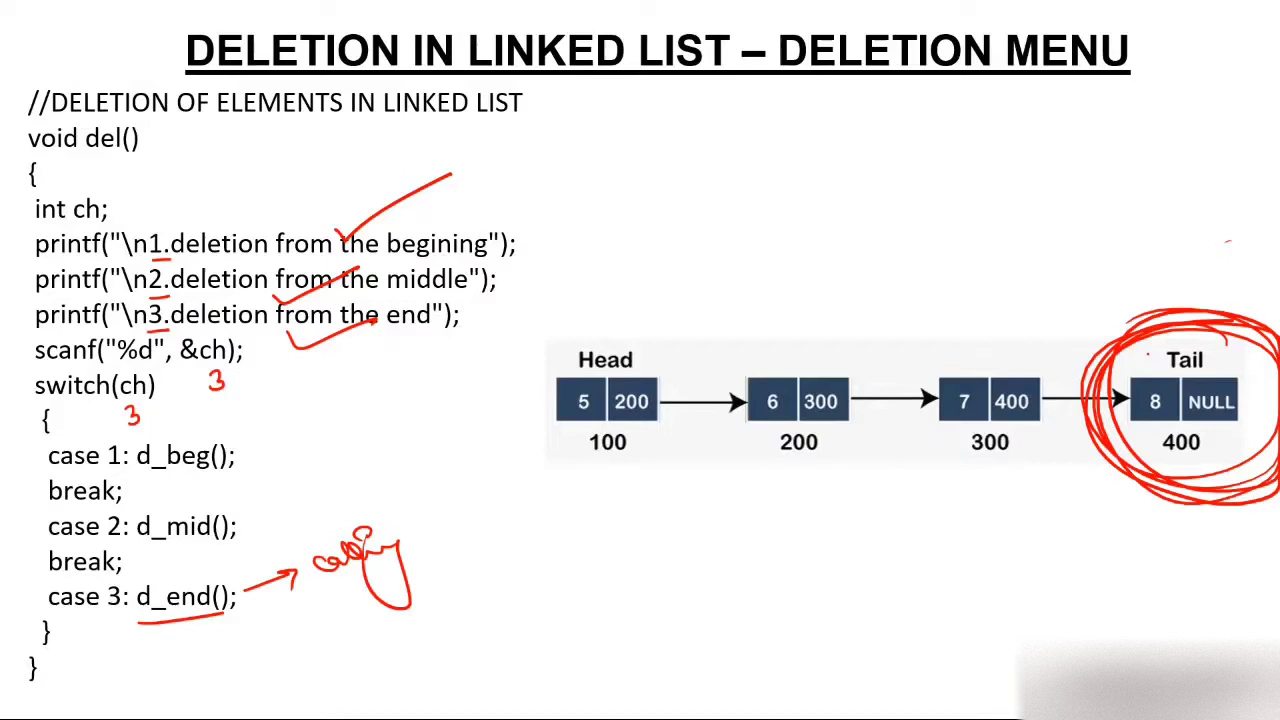 DELETION IN LINKED LIST – DELETION MENU
//DELETION OF ELEMENTS IN LINKED LIST
void del()
{
int ch;
printf("\n1.deletion from the begining");
printf("\n2.deletion from the middle");
printf("\n3.deletion from the end");
scanf("%d", &ch);
switch(ch) 3
{ 3
case 1: d_beg();
break;
case 2: d_mid();
break;
case 3: d_end();
calling
}
}
Head Tail
5 200 6 300 7 400 8 NULL
100 200 300 400